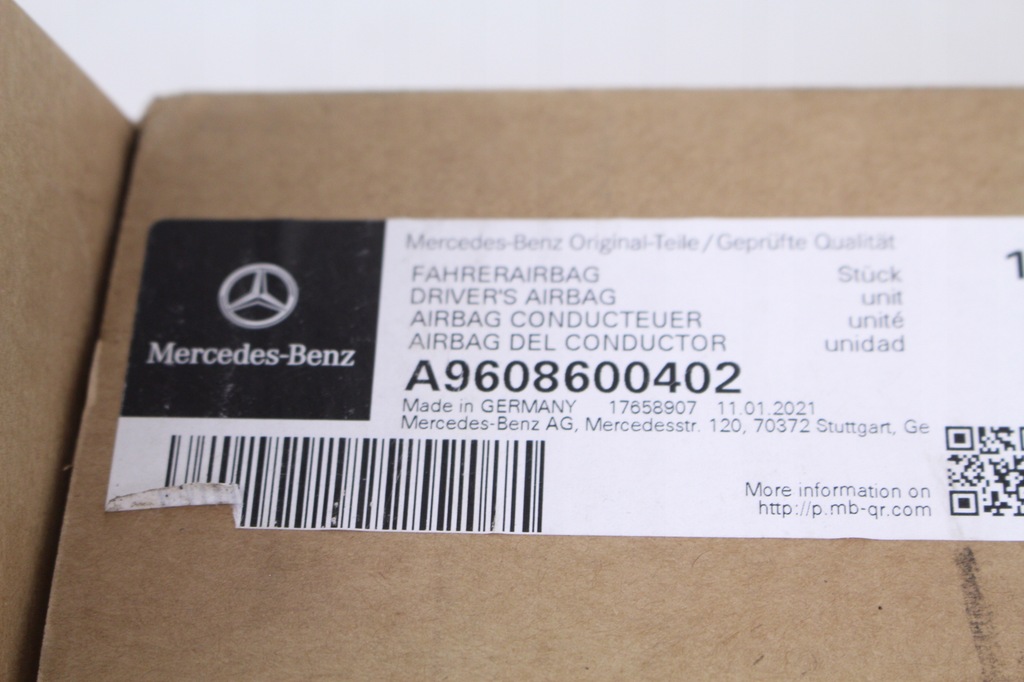 Mercedes-Benz
Mercedes-Benz Original-Teile/Geprüfte Qualität
FAHRERAIRBAG Stück
DRIVER'S AIRBAG unit
AIRBAG CONDUCTEUER unité
AIRBAG DEL CONDUCTOR unidad
1
A9608600402
Made in GERMANY 17658907 11.01.2021
Mercedes-Benz AG, Mercedesstr. 120, 70372 Stuttgart, Ge
More information on
http://p.mb-qr.com